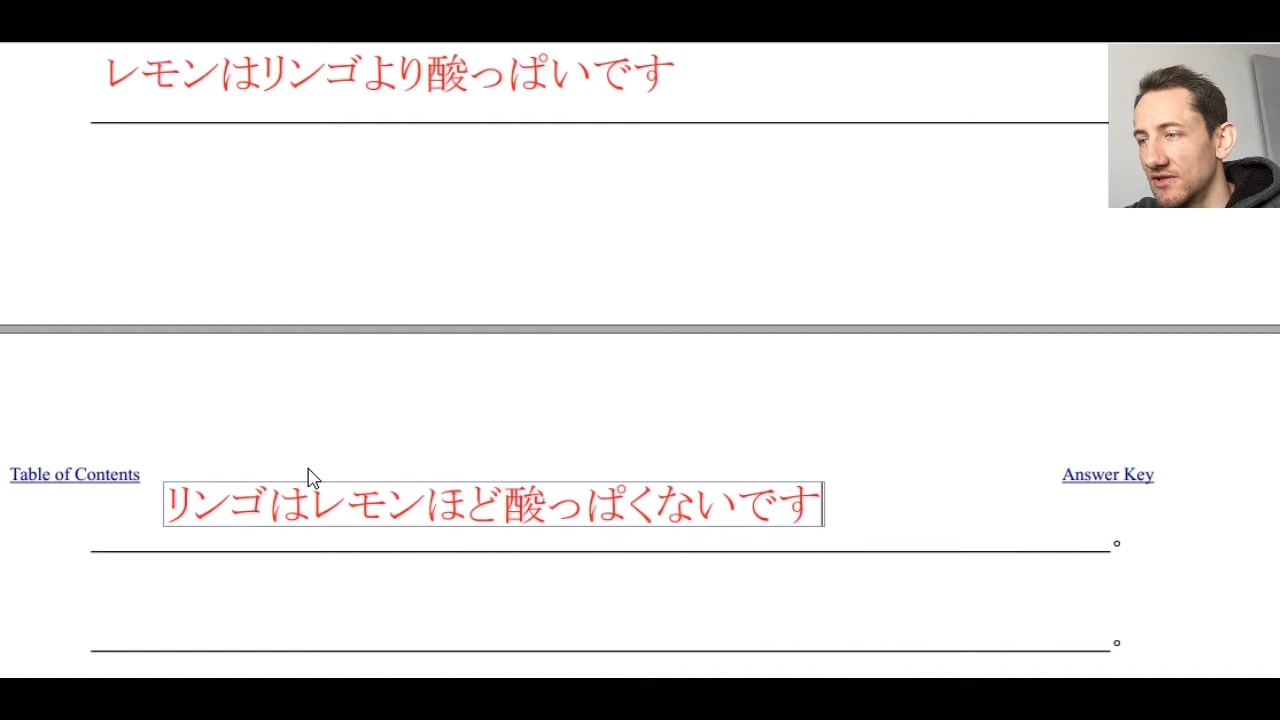 レモンはリンゴより酸っぱいです
Table of Contents
Answer Key
リンゴはレモンほど酸っぱくないです
。
。